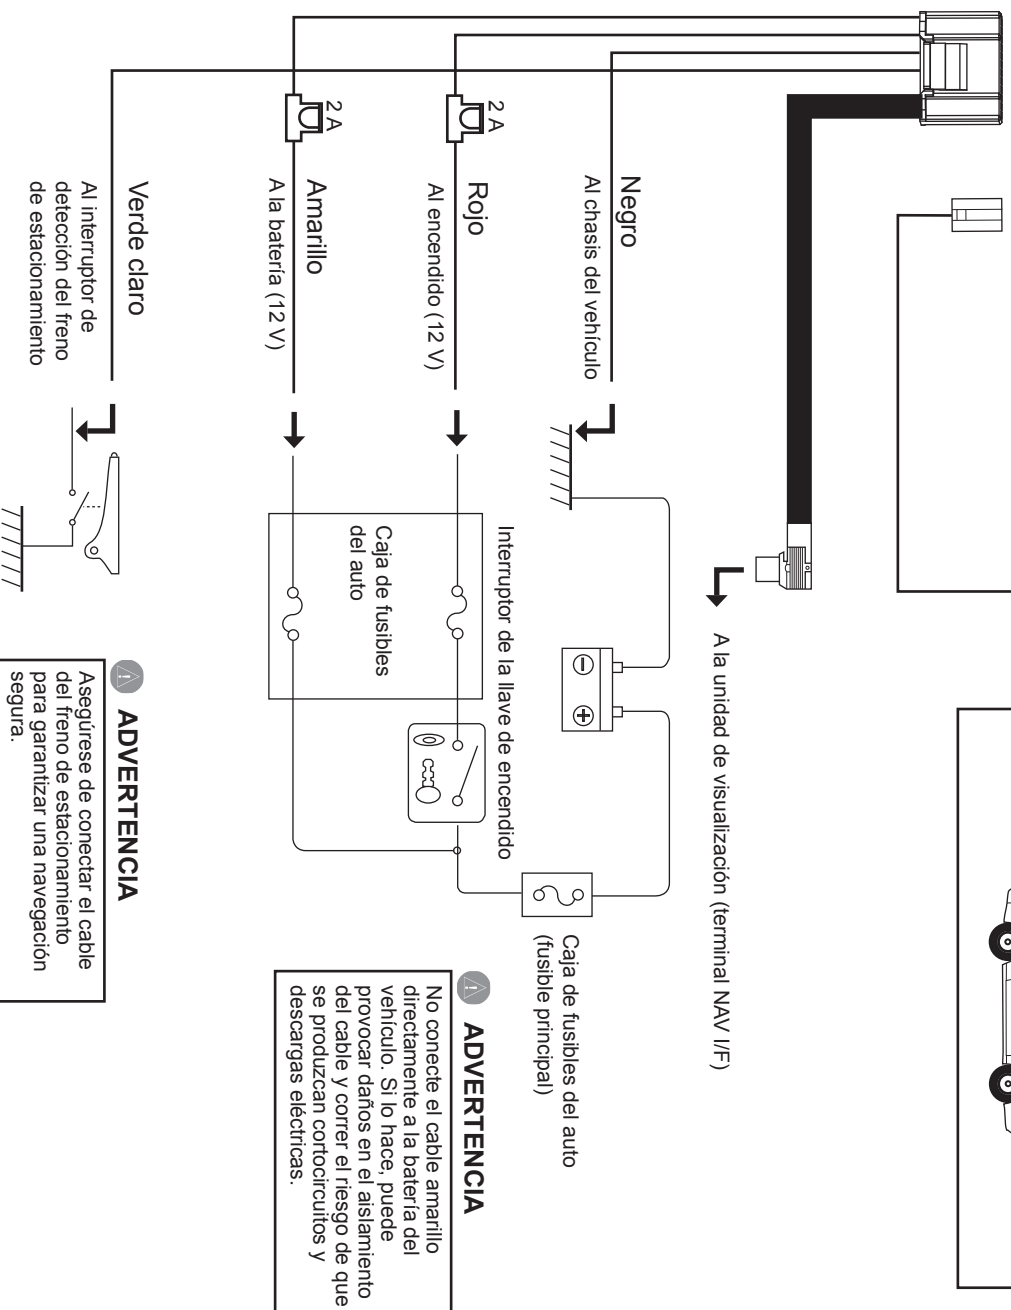 A la unidad de visualización (terminal NAV I/F)
Caja de fusibles del auto
(fusible principal)
Negro
Al chasis del vehículo
Interruptor de la llave de encendido
2 A
Rojo
Al encendido (12 V)
ADVERTENCIA
No conecte el cable amarillo
directamente a la batería del
vehículo. Si lo hace, puede
provocar daños en el aislamiento
del cable y correr el riesgo de que
se produzcan cortocircuitos y
descargas eléctricas.
Caja de fusibles
del auto
2 A
Amarillo
A la batería (12 V)
Verde claro
Al interruptor de
detección del freno
de estacionamiento
ADVERTENCIA
Asegúrese de conectar el cable
del freno de estacionamiento
para garantizar una navegación
segura.